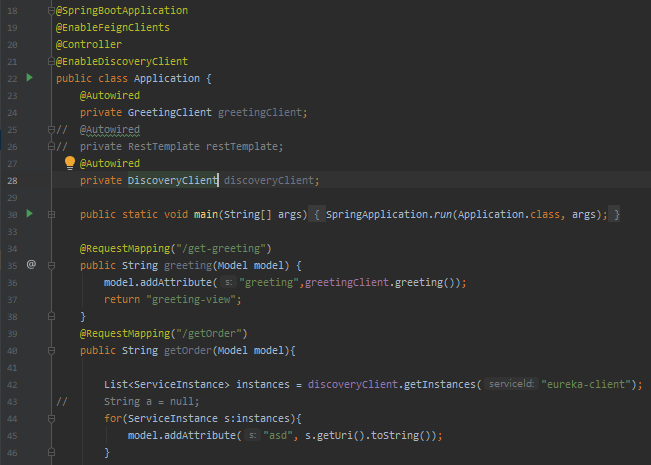 18 @SpringBootApplication
19 @EnableFeignClients
20 @Controller
21 @EnableDiscoveryClient
22 public class Application {
23 @Autowired
24 private GreetingClient greetingClient;
25 // @Autowired
26 // private RestTemplate restTemplate;
27 @Autowired
28 private DiscoveryClient discoveryClient;
29
30 public static void main(String[] args) { SpringApplication.run(Application.class, args); }
33
34 @RequestMapping("/get-greeting")
35 @ public String greeting(Model model) {
36 model.addAttribute( s: "greeting",greetingClient.greeting());
37 return "greeting-view";
38 }
39 @RequestMapping("/getOrder")
40 public String getOrder(Model model){
41
42 List<ServiceInstance> instances = discoveryClient.getInstances( serviceId: "eureka-client");
43 // String a = null;
44 for(ServiceInstance s:instances){
45 model.addAttribute( s: "asd", s.getUri().toString());
46 }